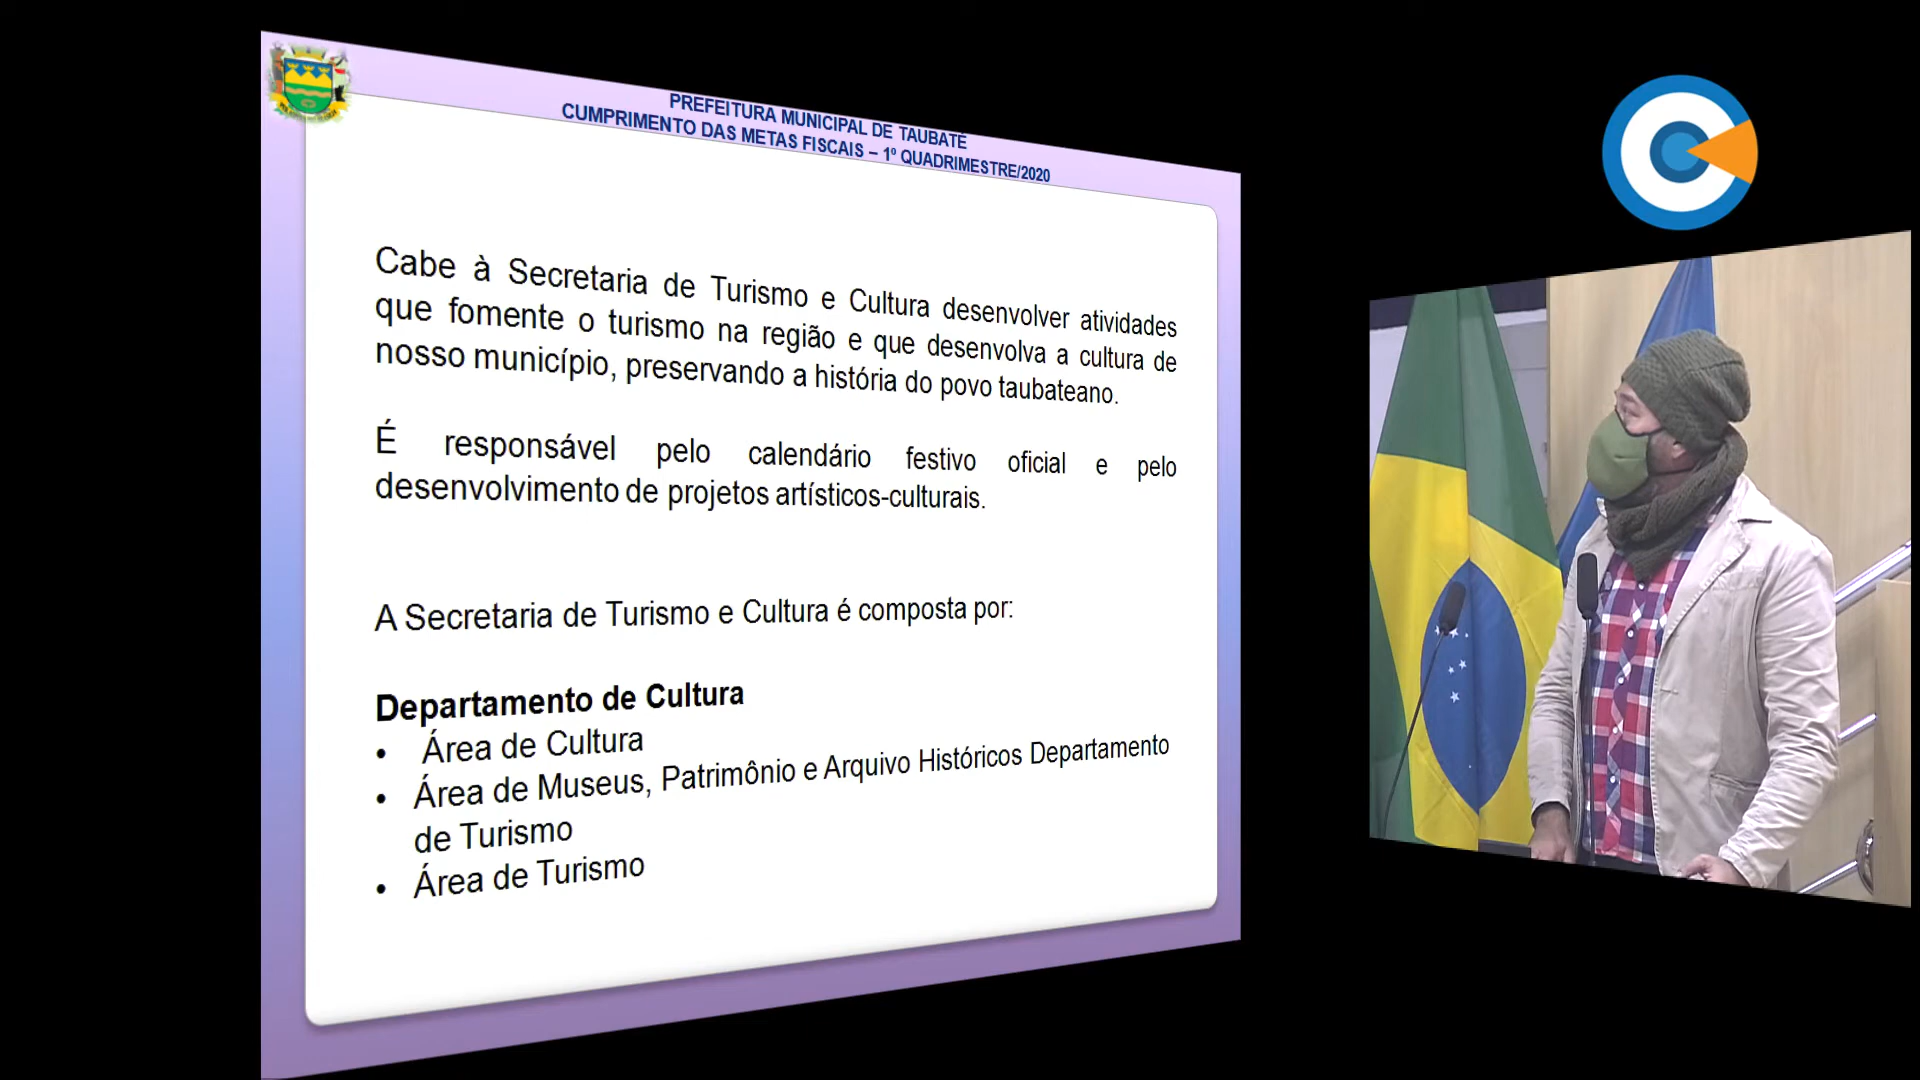 PREFEITURA MUNICIPAL DE TAUBATÉ
CUMPRIMENTO DAS METAS FISCAIS – 1º QUADRIMESTRE/2020
Cabe à Secretaria de Turismo e Cultura desenvolver atividades
que fomente o turismo na região e que desenvolva a cultura de
nosso município, preservando a história do povo taubateano.
É responsável pelo calendário festivo oficial e pelo
desenvolvimento de projetos artísticos-culturais.
A Secretaria de Turismo e Cultura é composta por:
Departamento de Cultura
• Área de Cultura
• Área de Museus, Patrimônio e Arquivo Históricos Departamento
de Turismo
• Área de Turismo